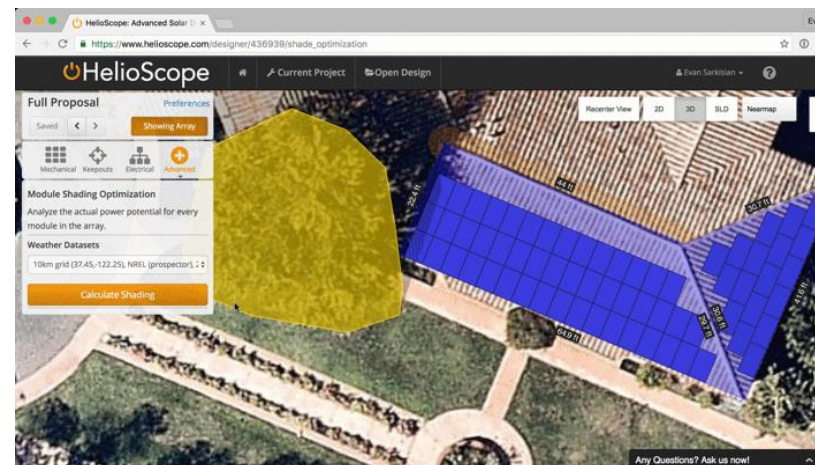 HelioScope: Advanced Solar D
https://www.helioscope.com/designer/436939/shade_optimization
HelioScope
Current Project
Open Design
Evan Sarkisian
Full Proposal
Preferences
Saved
Showing Array
Recenter View
2D
3D
SLD
Nearmap
Mechanical
Keepouts
Electrical
Advanced
Module Shading Optimization
Analyze the actual power potential for every
module in the array.
Weather Datasets
10km grid (37.45,-122.25), NREL (prospector),
Calculate Shading
44 ft
22.4 ft
30.7 ft
41.6 ft
30.6 ft
29.7 ft
64.9 ft
Any Questions? Ask us now!